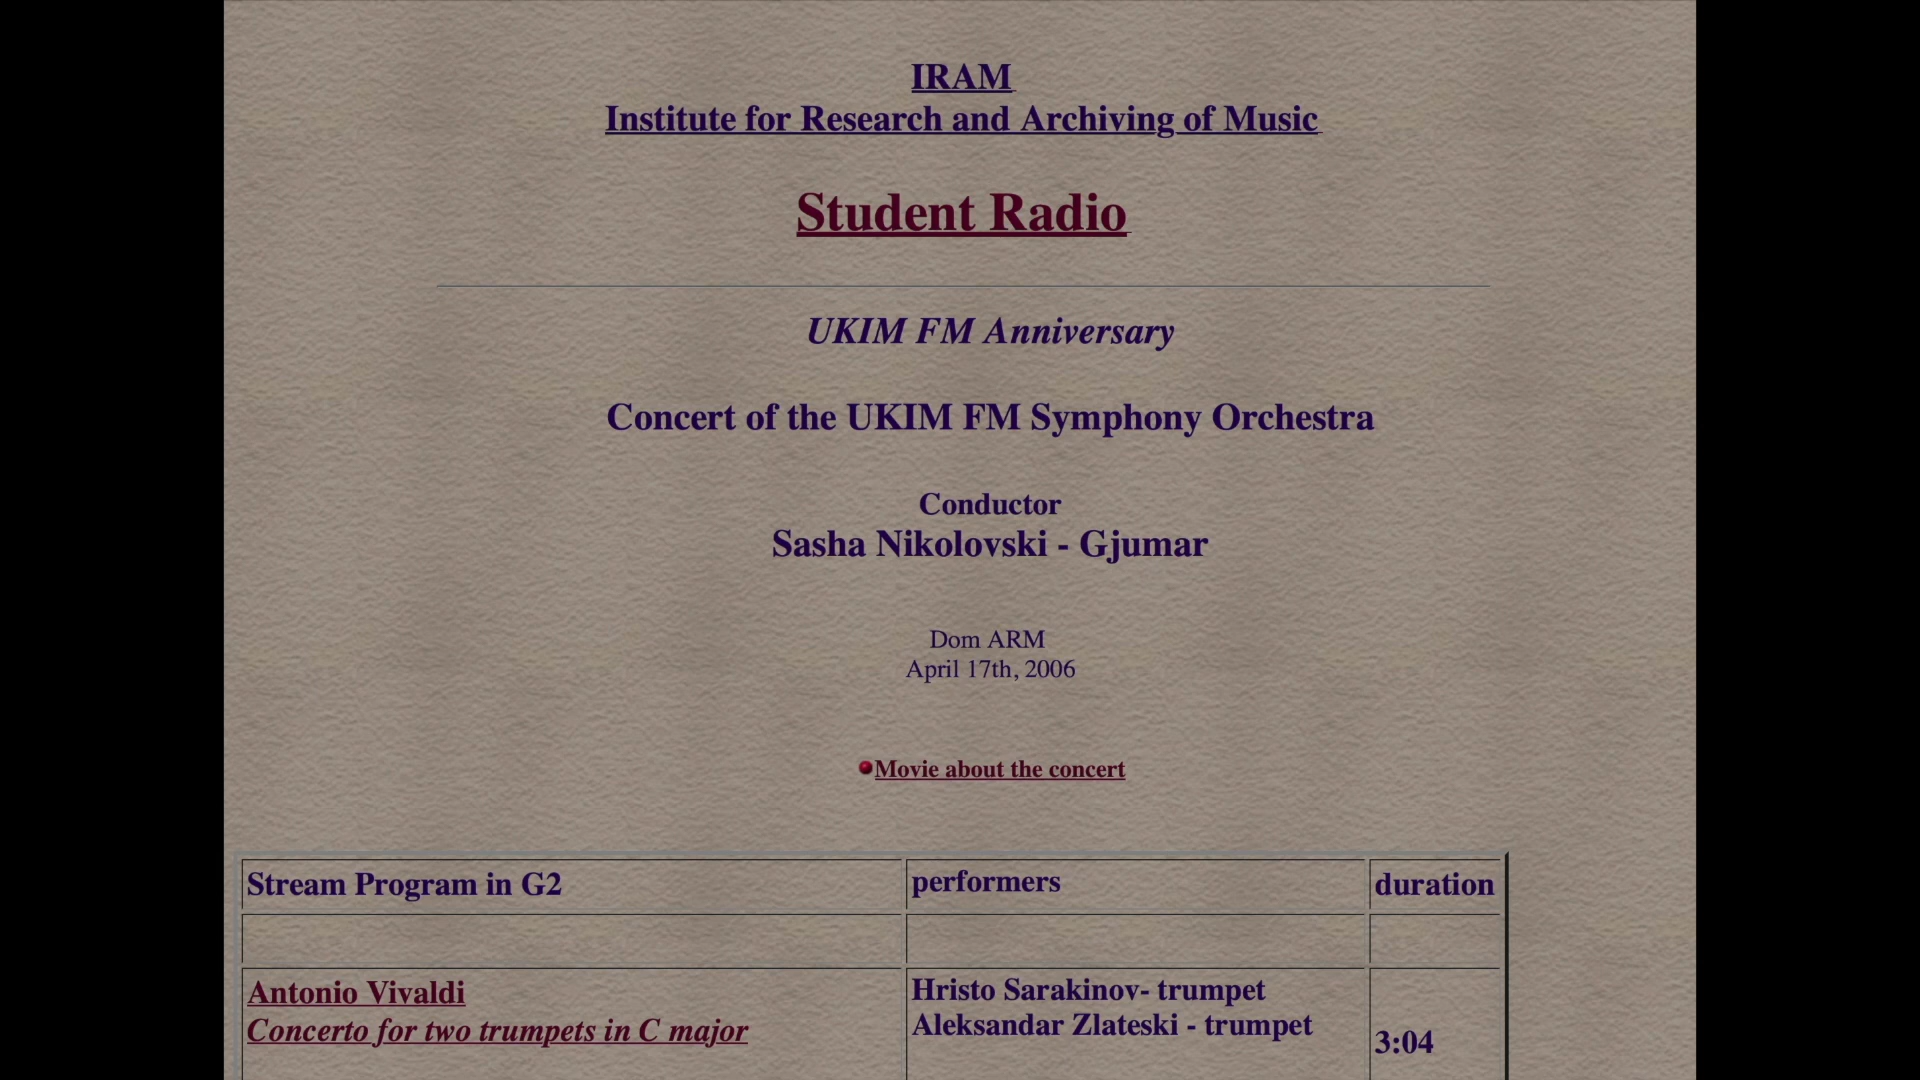 IRAM
Institute for Research and Archiving of Music
Student Radio
UKIM FM Anniversary
Concert of the UKIM FM Symphony Orchestra
Conductor
Sasha Nikolovski - Gjumar
Dom ARM
April 17th, 2006
Movie about the concert
Stream Program in G2
performers
duration
Antonio Vivaldi
Concerto for two trumpets in C major
Hristo Sarakinov- trumpet
Aleksandar Zlateski - trumpet
3:04